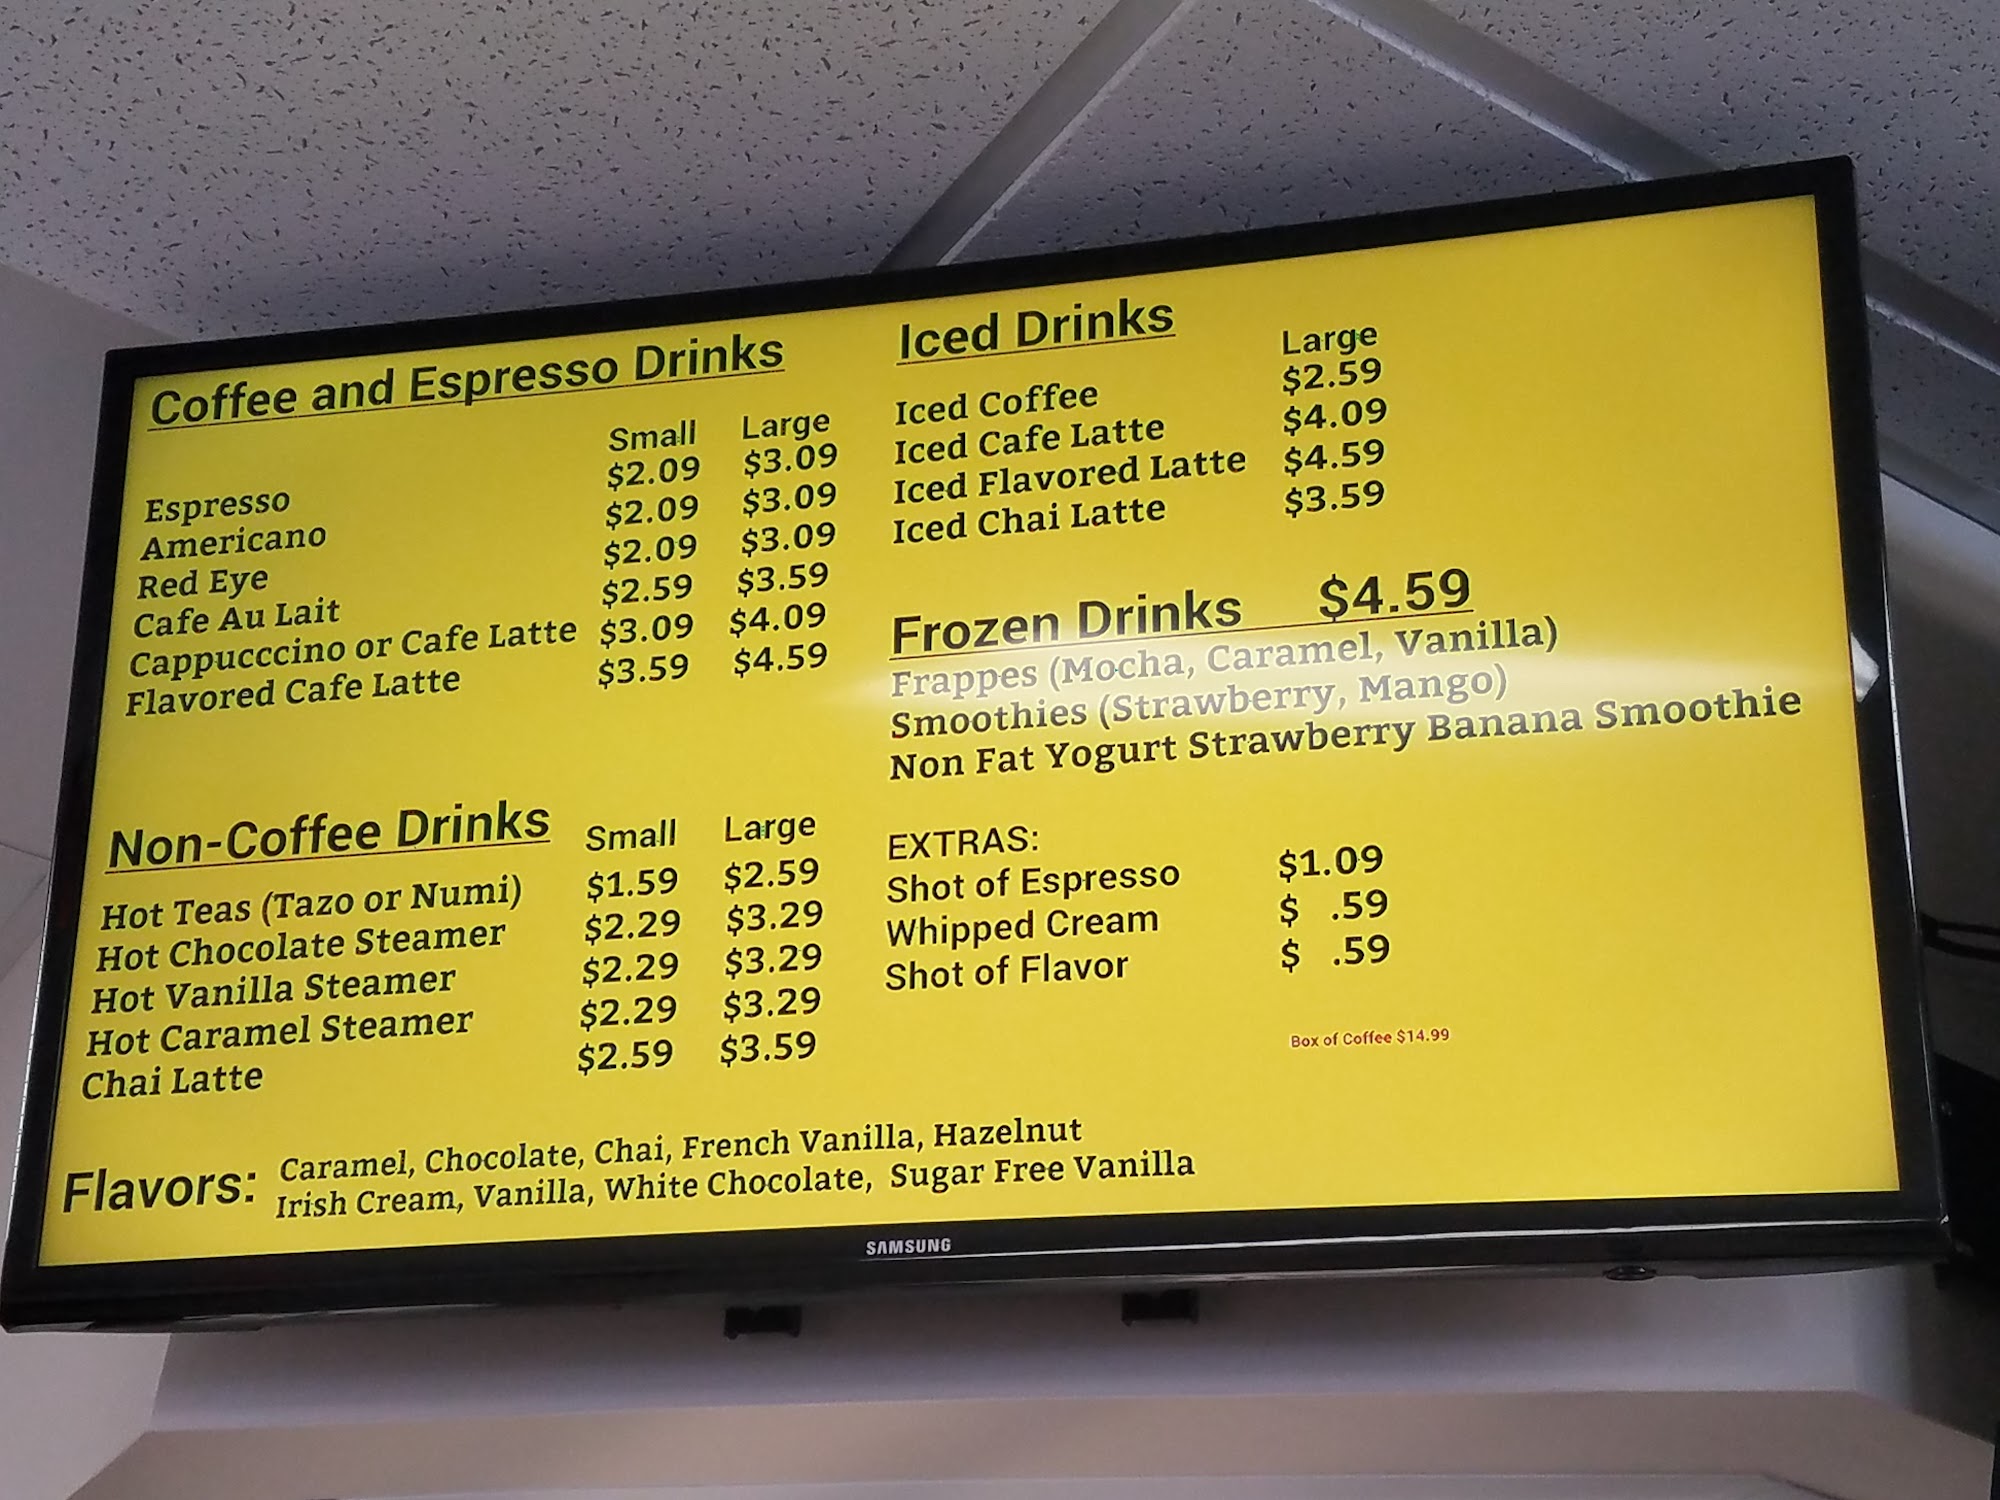 Coffee and Espresso Drinks
Small Large
Espresso $2.09 $3.09
Americano $2.09 $3.09
Red Eye $2.09 $3.09
Cafe Au Lait $2.59 $3.59
Cappucccino or Cafe Latte $3.09 $4.09
Flavored Cafe Latte $3.59 $4.59
Non-Coffee Drinks Small Large
Hot Teas (Tazo or Numi) $1.59 $2.59
Hot Chocolate Steamer $2.29 $3.29
Hot Vanilla Steamer $2.29 $3.29
Hot Caramel Steamer $2.29 $3.29
Chai Latte $2.59 $3.59
Iced Drinks
Large
Iced Coffee $2.59
Iced Cafe Latte $4.09
Iced Flavored Latte $4.59
Iced Chai Latte $3.59
Frozen Drinks $4.59
Frappes (Mocha, Caramel, Vanilla)
Smoothies (Strawberry, Mango)
Non Fat Yogurt Strawberry Banana Smoothie
EXTRAS:
Shot of Espresso $1.09
Whipped Cream $ .59
Shot of Flavor $ .59
Box of Coffee $14.99
Flavors: Caramel, Chocolate, Chai, French Vanilla, Hazelnut
Irish Cream, Vanilla, White Chocolate, Sugar Free Vanilla
SAMSUNG